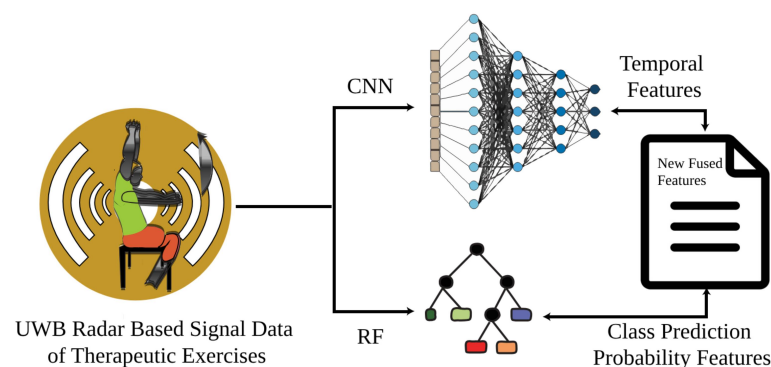 CNN
Temporal
Features
New Fused
Features
UWB Radar Based Signal Data
of Therapeutic Exercises
RF
Class Prediction
Probability Features